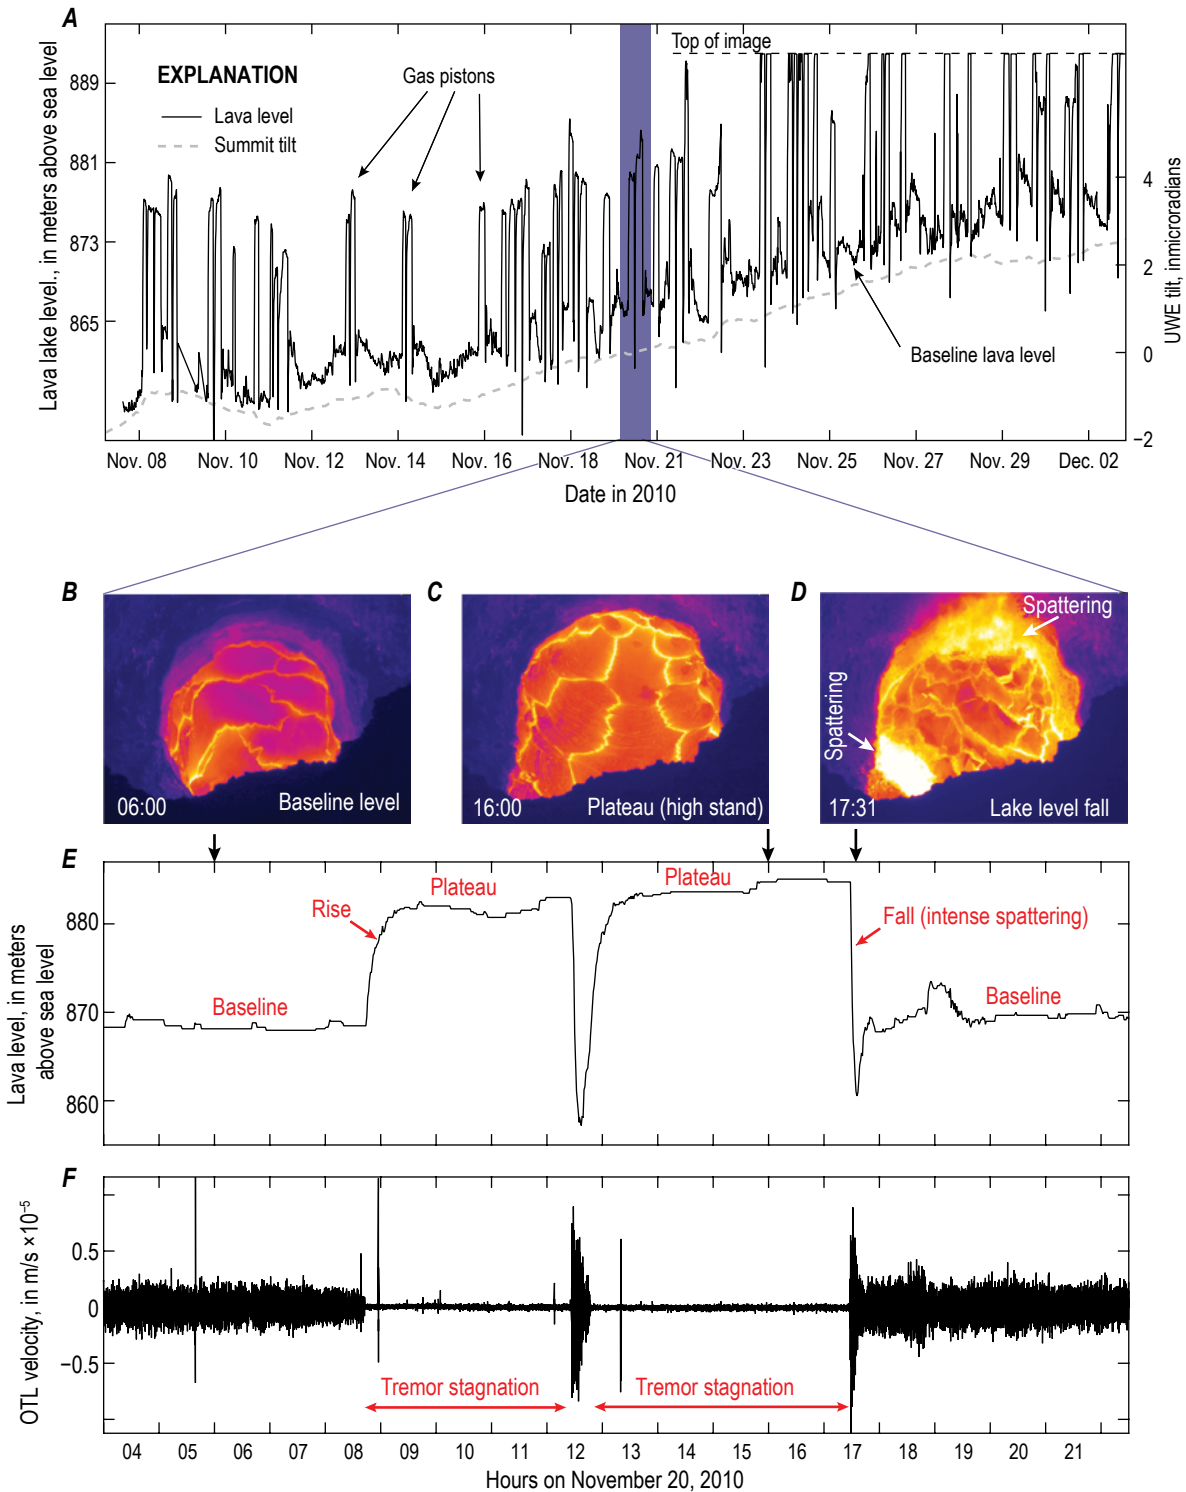 A
Top of image
EXPLANATION
Lava level
Summit tilt
Gas pistons
Baseline lava level
Lava lake level., in meters above sea level
889
881
873
865
4
2
0
−2
UWE tilt, inmicroradians
Nov. 08 Nov. 10 Nov. 12 Nov. 14 Nov. 16 Nov. 18 Nov. 21 Nov. 23 Nov. 25 Nov. 27 Nov. 29 Dec. 02
Date in 2010
B
06:00
Baseline level
C
16:00
Plateau (high stand)
D
Spattering
Spattering
17:31
Lake level fall
E
Lava level, in meters
above sea level
880
870
860
Baseline
Rise
Plateau
Plateau
Fall (intense spattering)
Baseline
F
OTL velocity, in m/s ×10⁻⁵
0.5
0
−0.5
Tremor stagnation
Tremor stagnation
04 05 06 07 08 09 10 11 12 13 14 15 16 17 18 19 20 21
Hours on November 20, 2010